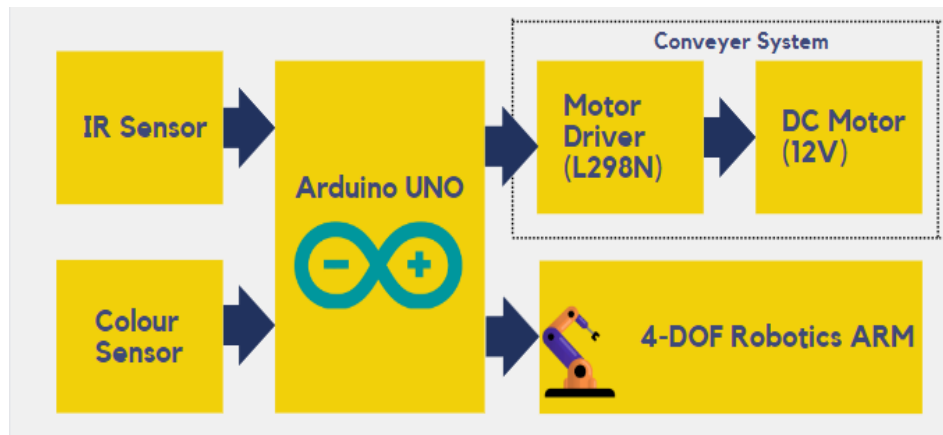 Conveyer System
IR Sensor
Arduino UNO
Motor
Driver
(L298N)
DC Motor
(12V)
Colour
Sensor
4-DOF Robotics ARM